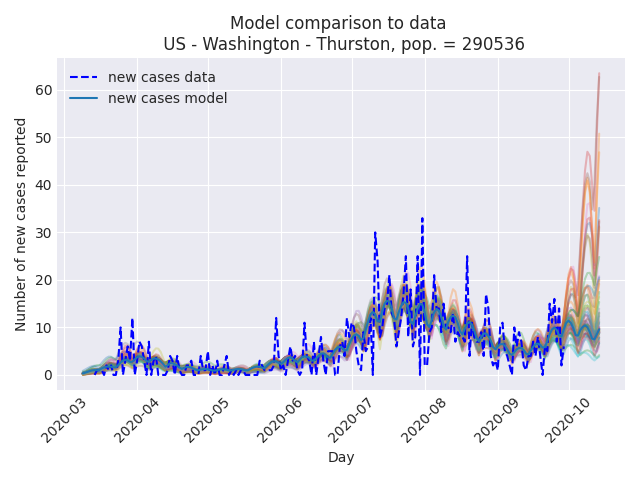 Model comparison to data
US - Washington - Thurston, pop. = 290536
new cases data
new cases model
Number of new cases reported
60
50
40
30
20
10
0
2020-03
2020-04
2020-05
2020-06
2020-07
2020-08
2020-09
2020-10
Day